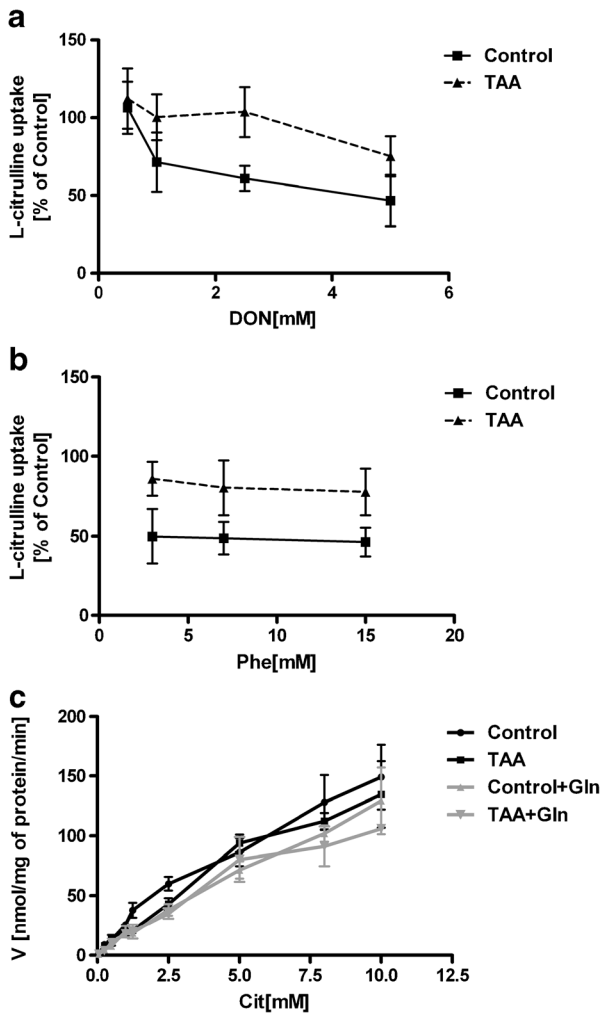 a
150
100
50
0
L-citrulline uptake
[% of Control]
0 2 4 6
DON[mM]
Control
TAA
b
150
100
50
0
L-citrulline uptake
[% of Control]
0 5 10 15 20
Phe[mM]
Control
TAA
c
200
150
100
50
0
V [nmol/mg of protein/min]
0.0 2.5 5.0 7.5 10.0 12.5
Cit[mM]
Control
TAA
Control+Gln
TAA+Gln